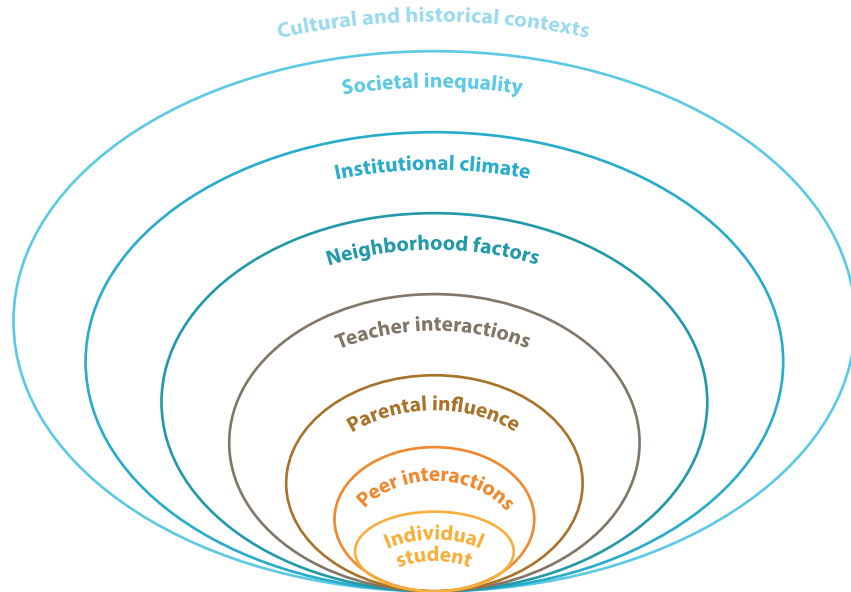 Cultural and historical contexts
Societal inequality
Institutional climate
Neighborhood factors
Teacher interactions
Parental influence
Peer interactions
Individual
student